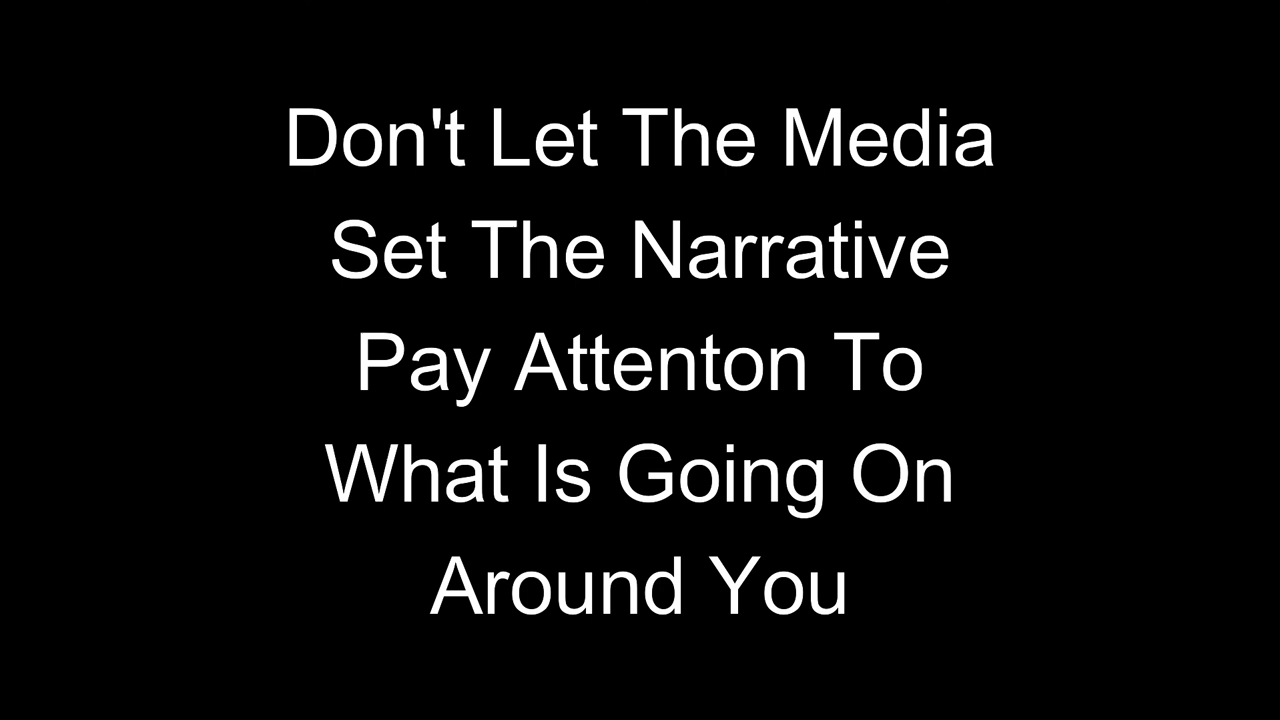 Don't Let The Media
Set The Narrative
Pay Attenton To
What Is Going On
Around You